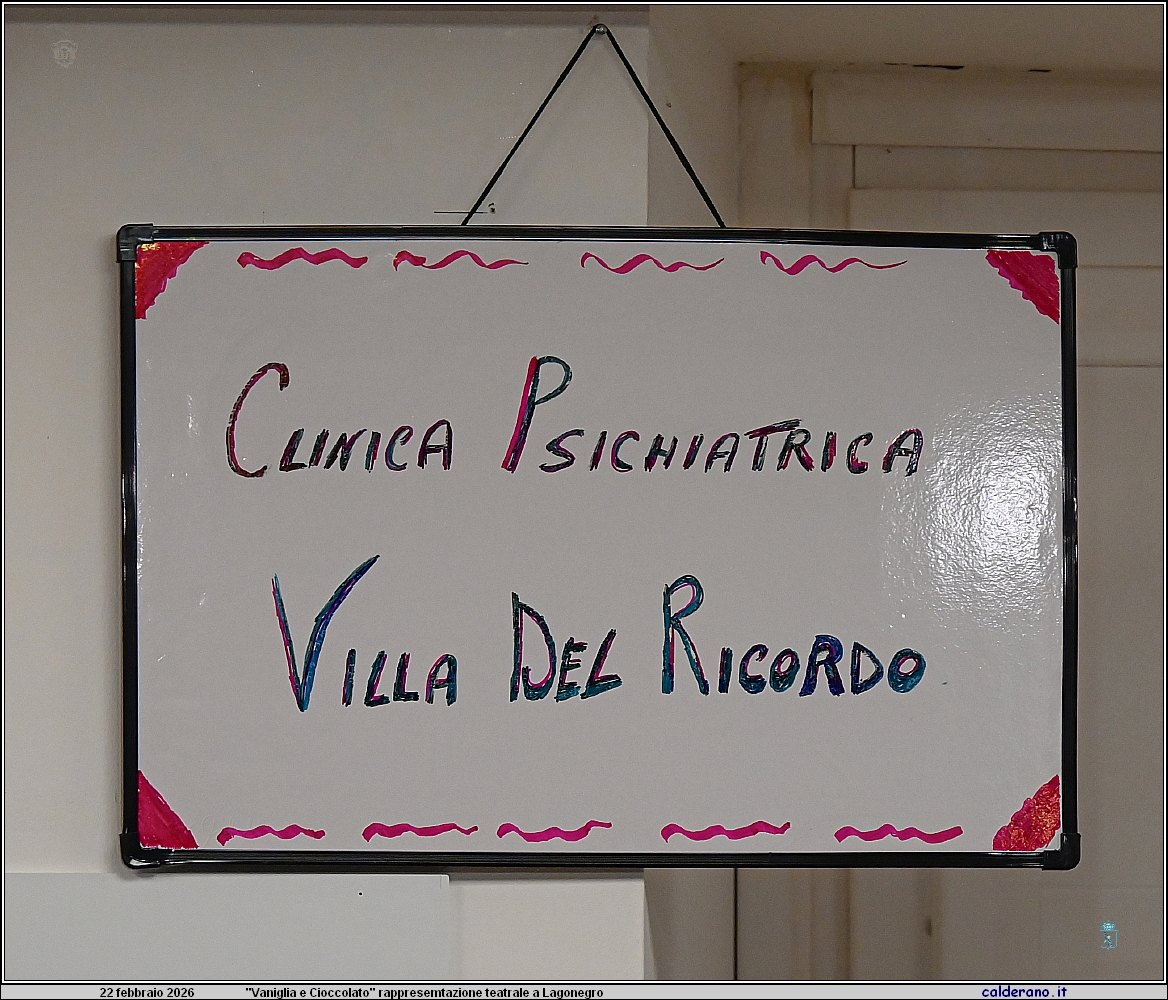 CLINICA PSICHIATRICA
VILLA DEL RICORDO
22 febbraio 2026 "Vaniglia e Cioccolato" rappresemtazione teatrale a Lagonegro calderano.it